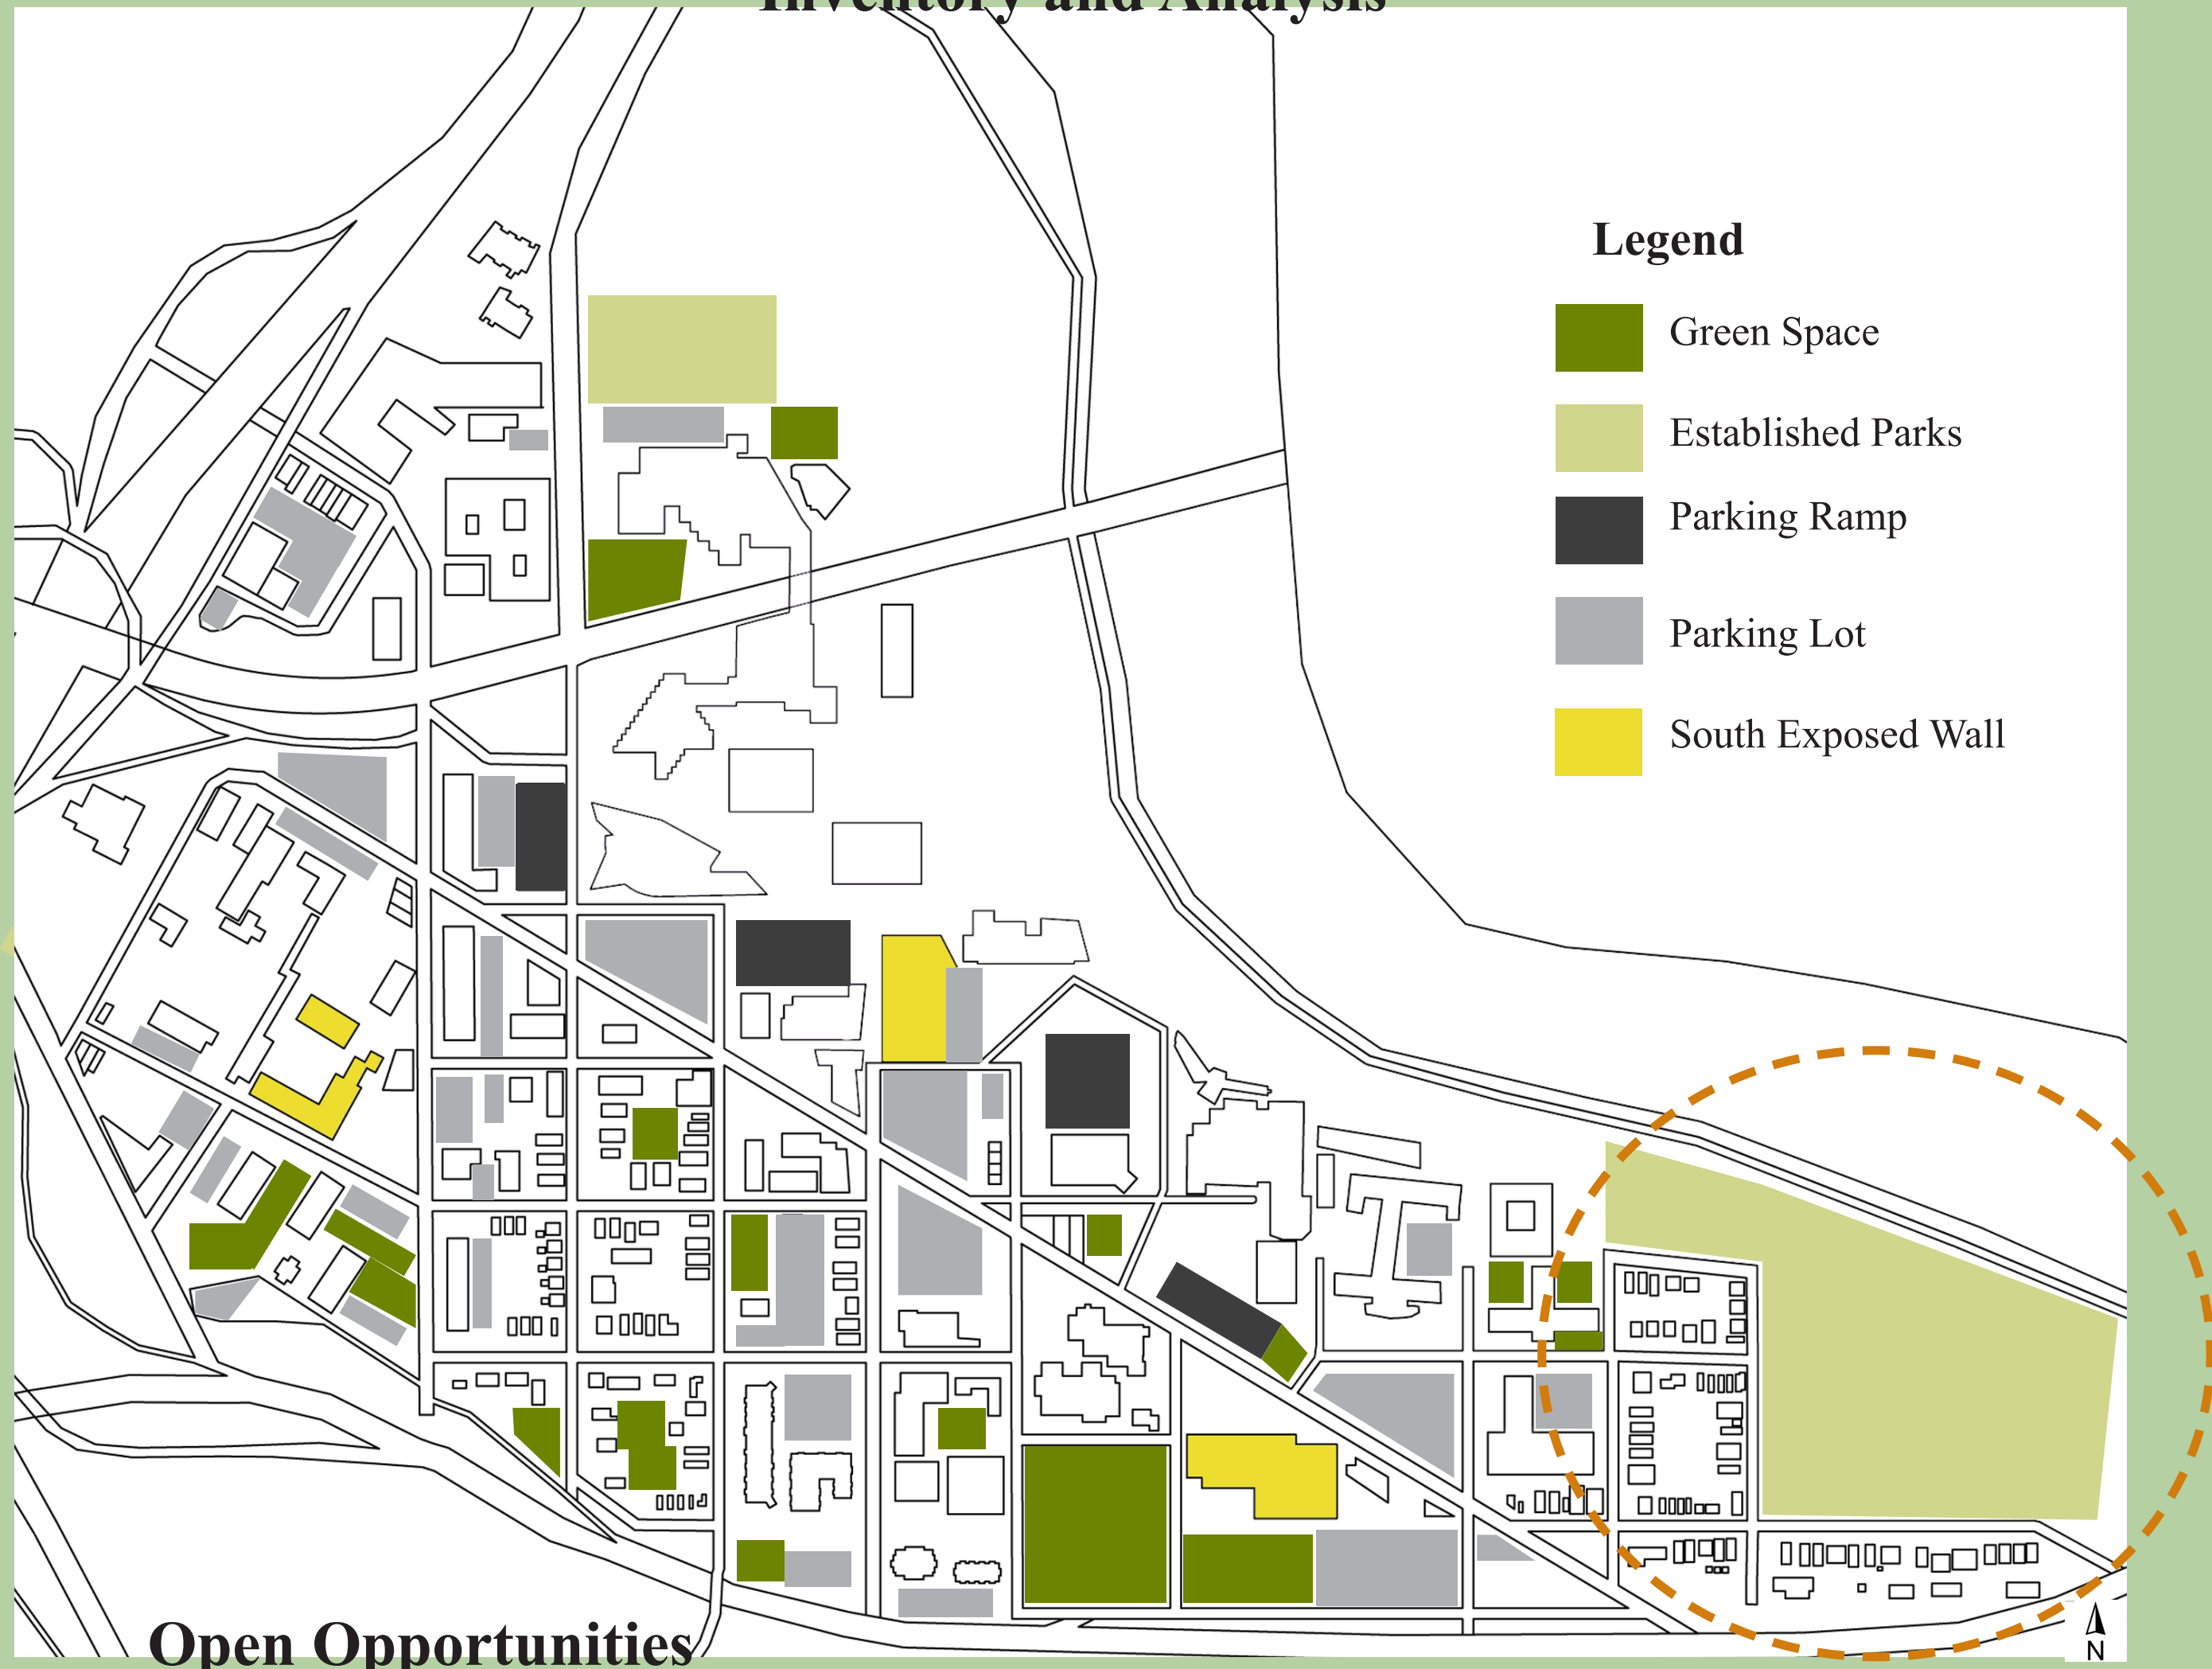 Inventory and Analysis
Legend
Green Space
Established Parks
Parking Ramp
Parking Lot
South Exposed Wall
Open Opportunities
N